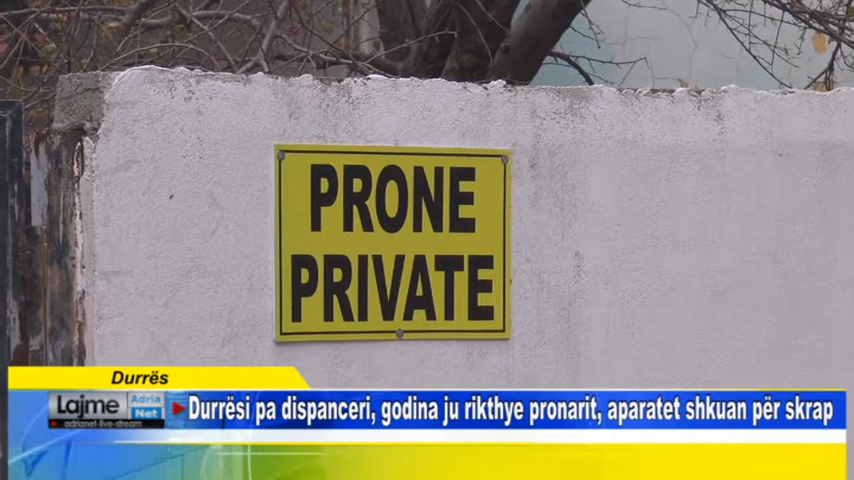 PRONE
PRIVATE
Durrës
Lajme Adria Net
adrianet-live-stream
Durrësi pa dispanceri, godina ju rikthye pronarit, aparatet shkuan për skrap